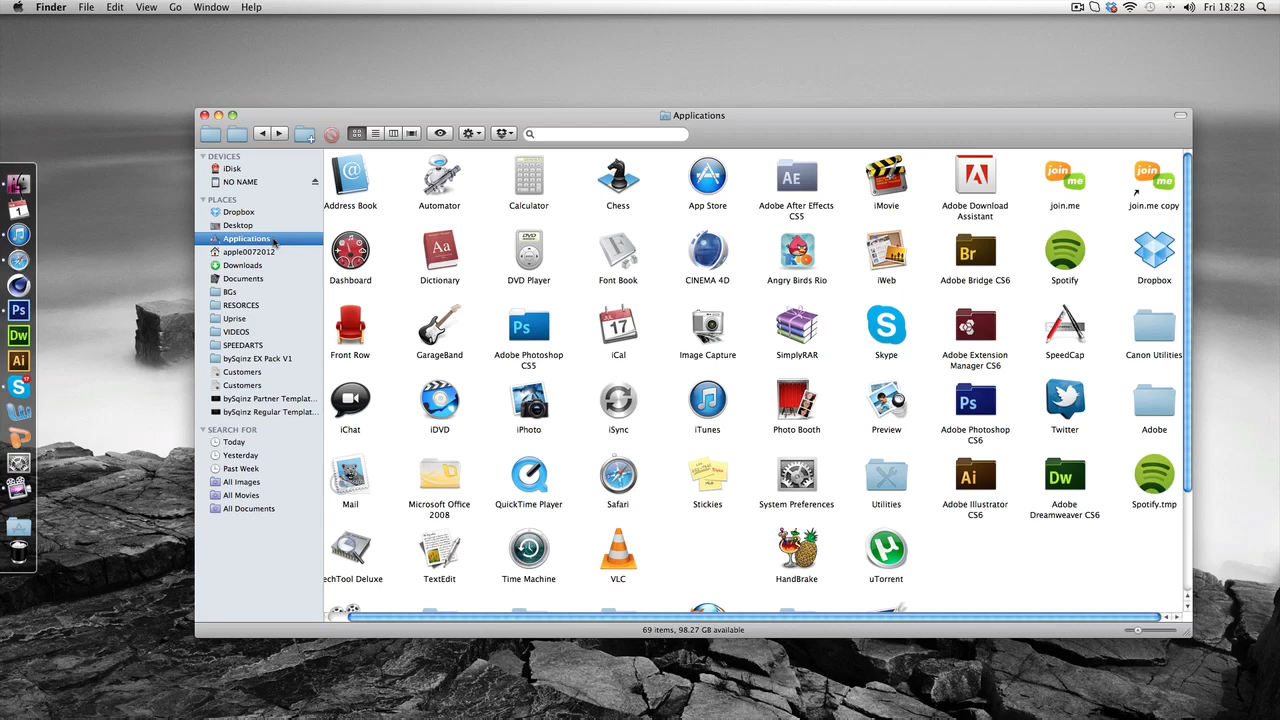 Finder File Edit View Go Window Help Fri 18:28
Applications
DEVICES
iDisk
NO NAME
PLACES
Dropbox
Desktop
Applications
apple0072012
Downloads
Documents
BGs
RESORCES
Uprise
VIDEOS
SPEEDARTS
bySqinz EX Pack V1
Customers
Customers
bySqinz Partner Templat...
bySqinz Regular Templat...
SEARCH FOR
Today
Yesterday
Past Week
All Images
All Movies
All Documents
Address Book Automator Calculator Chess App Store Adobe After Effects CS5 iMovie Adobe Download Assistant join.me join.me copy
Dashboard Dictionary DVD Player Font Book CINEMA 4D Angry Birds Rio iWeb Adobe Bridge CS6 Spotify Dropbox
Front Row GarageBand Adobe Photoshop CS5 iCal Image Capture SimplyRAR Skype Adobe Extension Manager CS6 SpeedCap Canon Utilities
iChat iDVD iPhoto iSync iTunes Photo Booth Preview Adobe Photoshop CS6 Twitter Adobe
Mail Microsoft Office 2008 QuickTime Player Safari Stickies System Preferences Utilities Adobe Illustrator CS6 Adobe Dreamweaver CS6 Spotify.tmp
echTool Deluxe TextEdit Time Machine VLC HandBrake uTorrent
69 items, 98.27 GB available